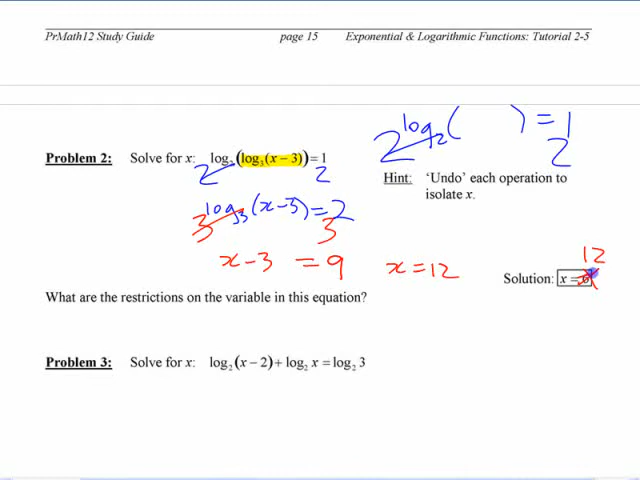 PrMath12 Study Guide page 15 Exponential & Logarithmic Functions: Tutorial 2-5
2^log₂( ) = 1 2
Problem 2: Solve for x: log₂(log₃(x − 3)) = 1
2 2
Hint: 'Undo' each operation to
isolate x.
3^log₃(x-3) = 2 3
x-3 = 9 x = 12
12
Solution: x = 6
What are the restrictions on the variable in this equation?
Problem 3: Solve for x: log₂(x − 2) + log₂ x = log₂ 3